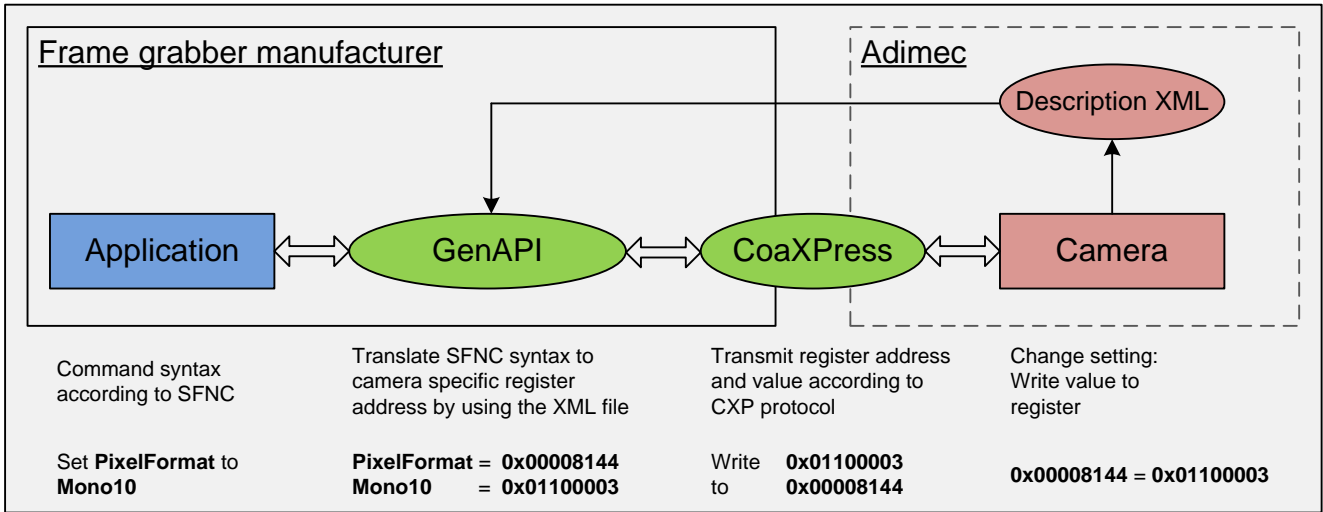 Frame grabber manufacturer
Adimec
Description XML
Application
GenAPI
CoaXPress
Camera
Command syntax
according to SFNC
Translate SFNC syntax to
camera specific register
address by using the XML file
Transmit register address
and value according to
CXP protocol
Change setting:
Write value to
register
Set PixelFormat to
Mono10
PixelFormat = 0x00008144
Mono10 = 0x01100003
Write 0x01100003
to 0x00008144
0x00008144 = 0x01100003